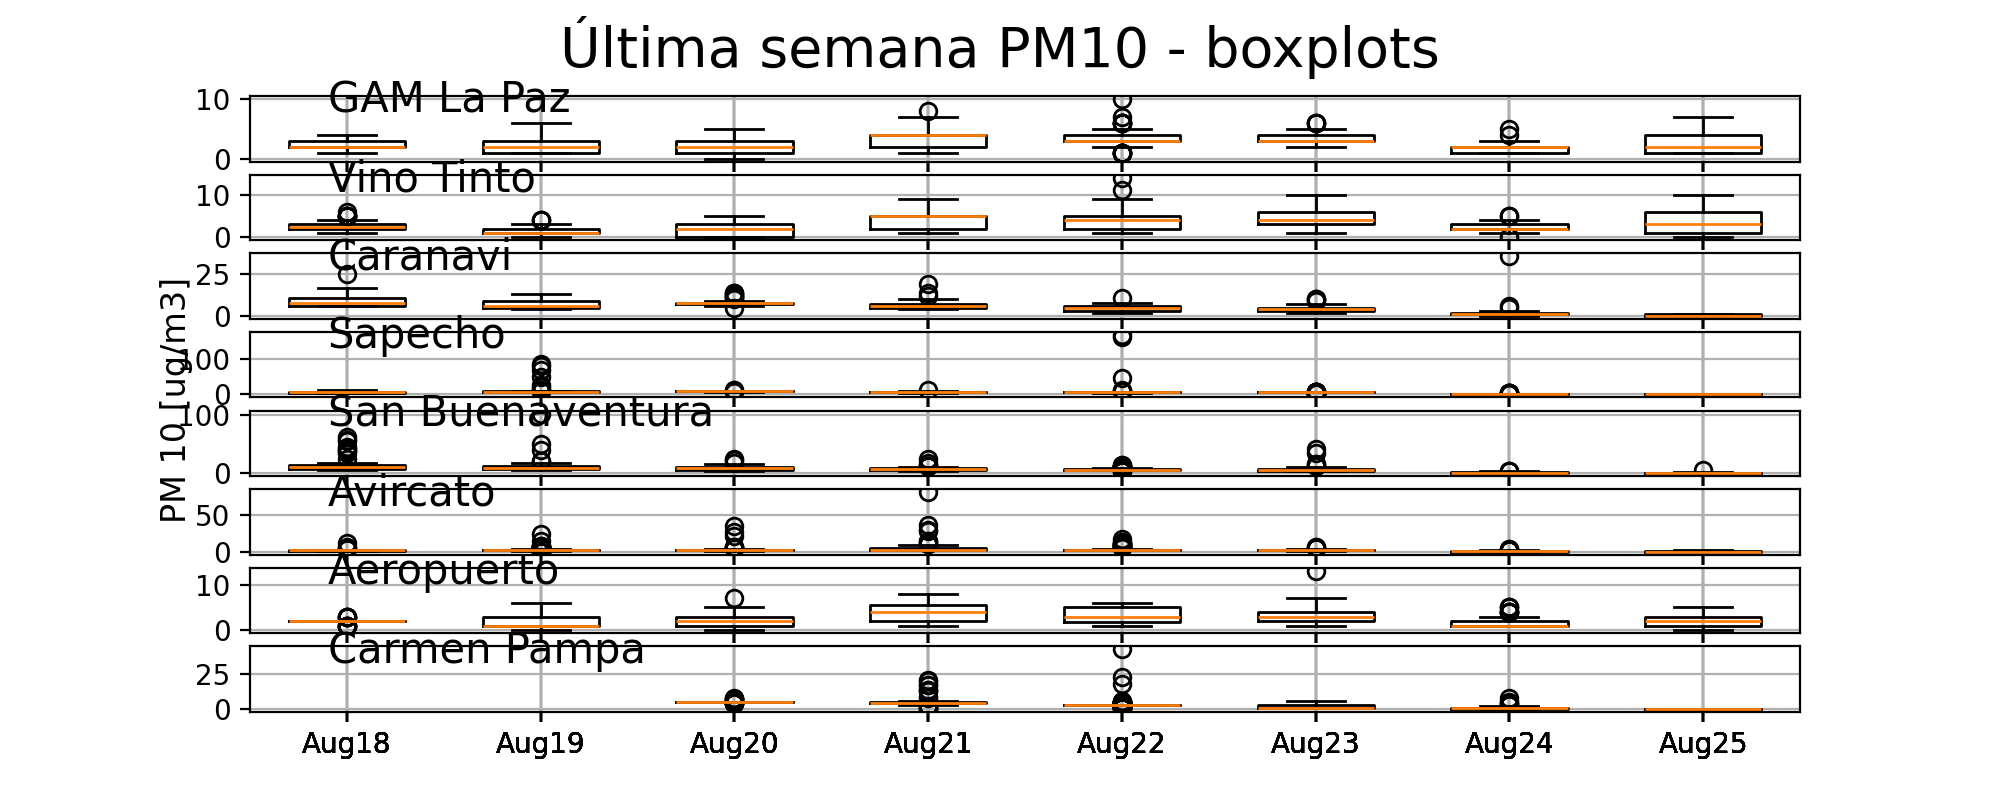 Última semana PM10 - boxplots
GAM La Paz
10
0
Vino Tinto
10
0
Caranavi
25
0
Sapecho
100
0
San Buenaventura
100
0
Avircato
50
0
Aeropuerto
10
0
Carmen Pampa
25
0
PM 10 [ug/m3]
Aug18 Aug19 Aug20 Aug21 Aug22 Aug23 Aug24 Aug25